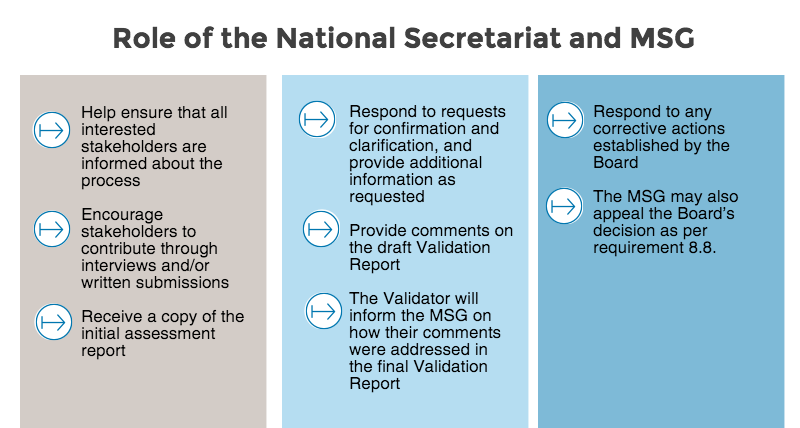 Role of the National Secretariat and MSG
Help ensure that all
interested
stakeholders are
informed about the
process
Encourage
stakeholders to
contribute through
interviews and/or
written submissions
Receive a copy of the
initial assessment
report
Respond to requests
for confirmation and
clarification, and
provide additional
information as
requested
Provide comments on
the draft Validation
Report
The Validator will
inform the MSG on
how their comments
were addressed in
the final Validation
Report
Respond to any
corrective actions
established by the
Board
The MSG may also
appeal the Board’s
decision as per
requirement 8.8.